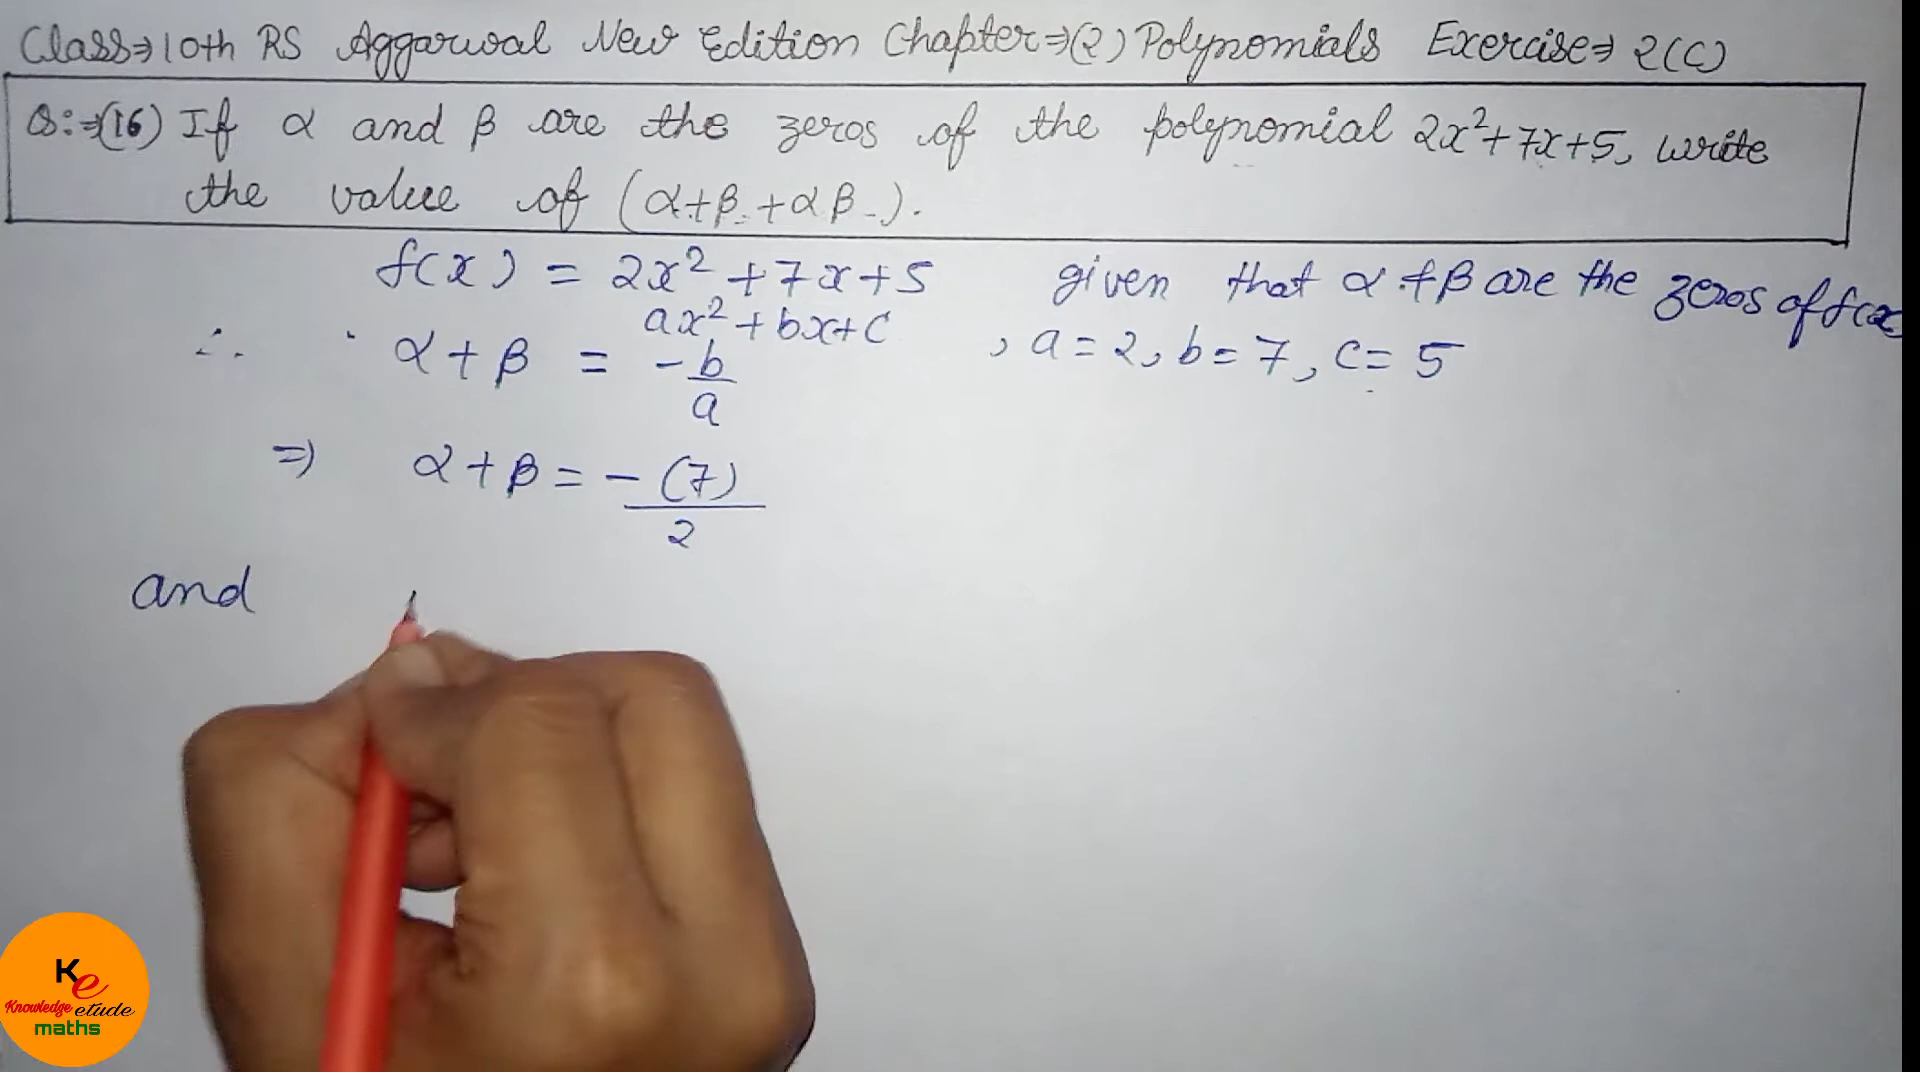 Class⇒10th RS Aggarwal New Edition Chapter⇒(2) Polynomials Exercise⇒ 2(C)
Q:⇒(16) If α and β are the zeros of the polynomial 2x²+7x+5, write
the value of (α+β+αβ).
f(x) = 2x²+7x+5 given that α + β are the zeros of f(x)
ax²+bx+c
∴ α+β = -b/a , a=2, b=7, c=5
⇒ α+β = -(7)/2
and
Ke
Knowledge etude
maths